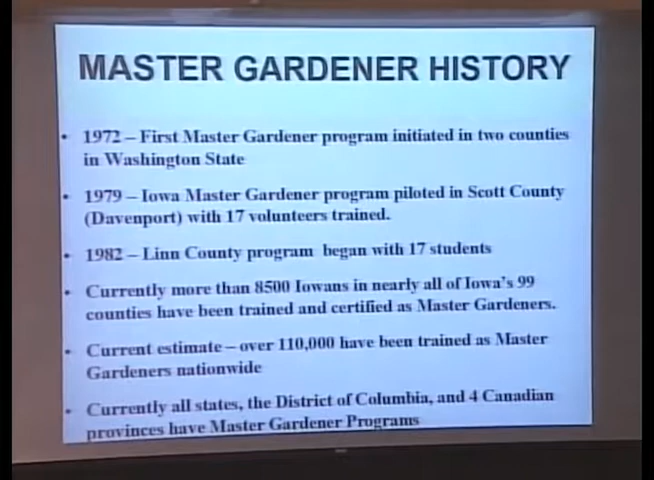 MASTER GARDENER HISTORY
• 1972 – First Master Gardener program initiated in two counties
in Washington State
• 1979 – Iowa Master Gardener program piloted in Scott County
(Davenport) with 17 volunteers trained.
• 1982 – Linn County program began with 17 students
• Currently more than 8500 Iowans in nearly all of Iowa's 99
counties have been trained and certified as Master Gardeners.
• Current estimate – over 110,000 have been trained as Master
Gardeners nationwide
• Currently all states, the District of Columbia, and 4 Canadian
provinces have Master Gardener Programs